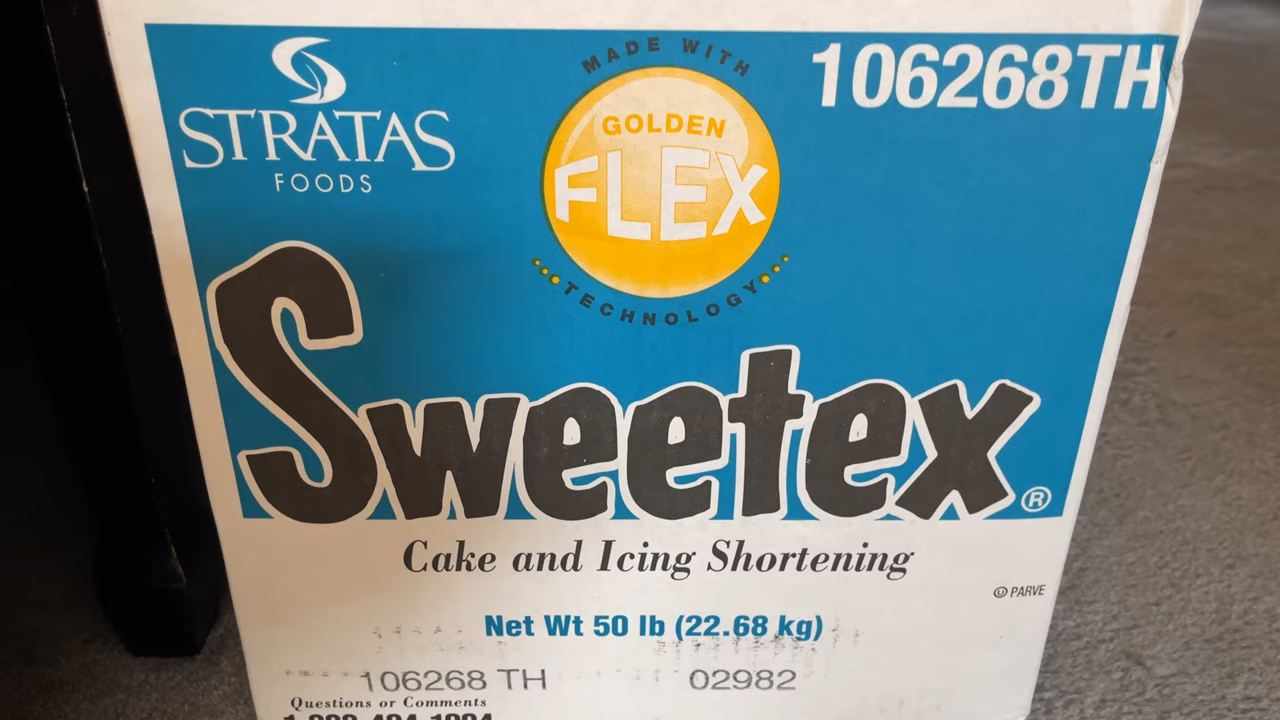 STRATAS
FOODS
MADE WITH
GOLDEN
FLEX
TECHNOLOGY
106268TH
Sweetex®
Cake and Icing Shortening
Ⓤ PARVE
Net Wt 50 lb (22.68 kg)
106268 TH 02982
Questions or Comments